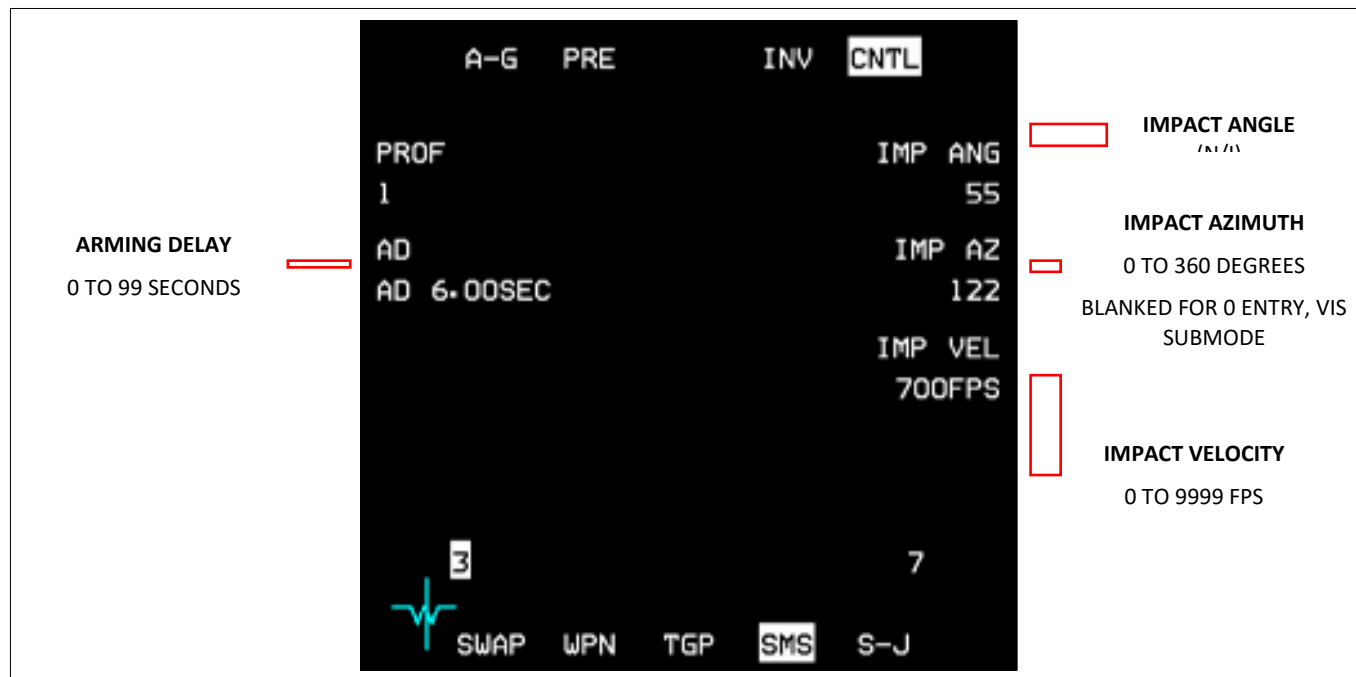 A-G PRE INV CNTL
IMPACT ANGLE
PROF IMP ANG
1 55
IMPACT AZIMUTH
ARMING DELAY
AD IMP AZ
0 TO 360 DEGREES
0 TO 99 SECONDS
AD 6.00SEC 122
BLANKED FOR 0 ENTRY, VIS
SUBMODE
IMP VEL
700FPS
IMPACT VELOCITY
0 TO 9999 FPS
3 7
SWAP WPN TGP SMS S-J